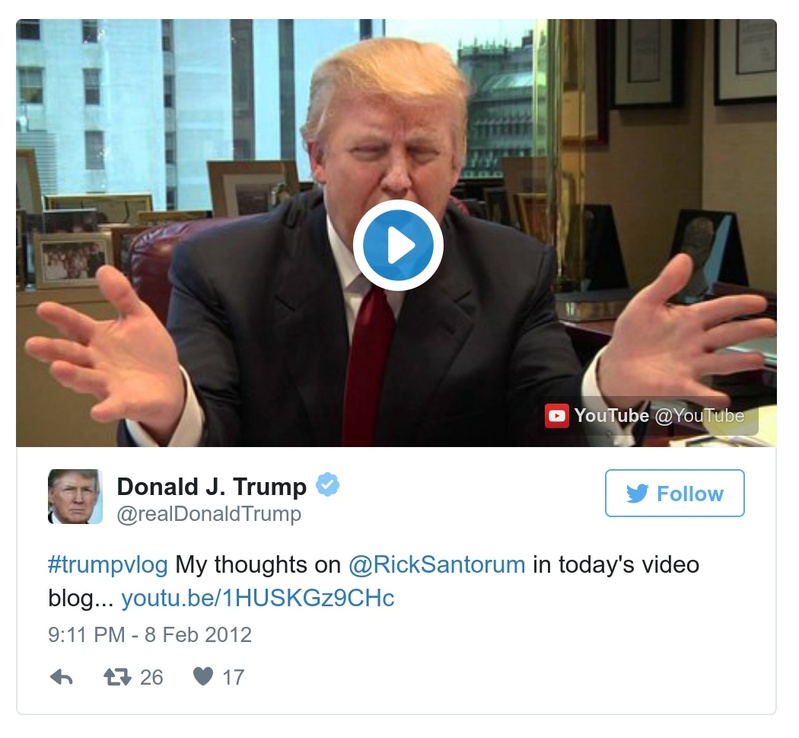 YouTube @YouTube
Donald J. Trump
Follow
@realDonaldTrump
#trumpvlog My thoughts on @RickSantorum in today's video
blog... youtu.be/1HUSKGz9CHc
9:11 PM - 8 Feb 2012
26 17